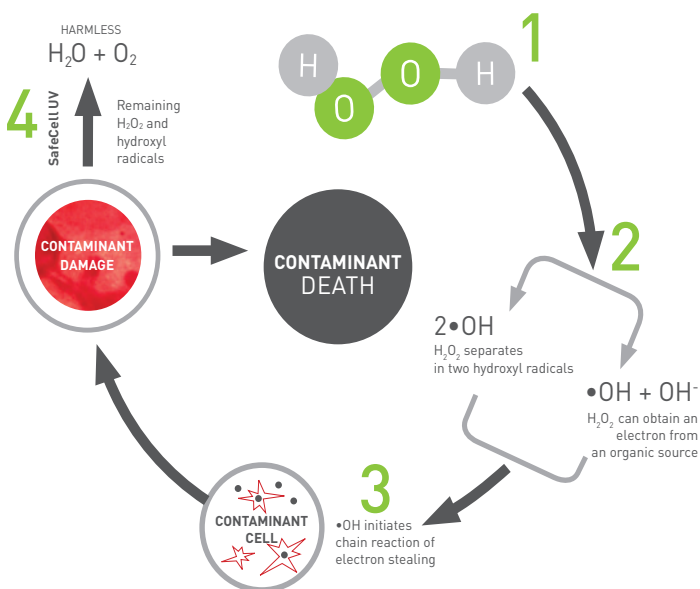 1
H
O
O
H
2
2•OH
H₂O₂ separates
in two hydroxyl radicals
•OH + OH⁻
H₂O₂ can obtain an
electron from
an organic source
3
•OH initiates
chain reaction of
electron stealing
CONTAMINANT
CELL
CONTAMINANT
DAMAGE
CONTAMINANT
DEATH
4
SafeCell UV
Remaining
H₂O₂ and
hydroxyl
radicals
HARMLESS
H₂O + O₂